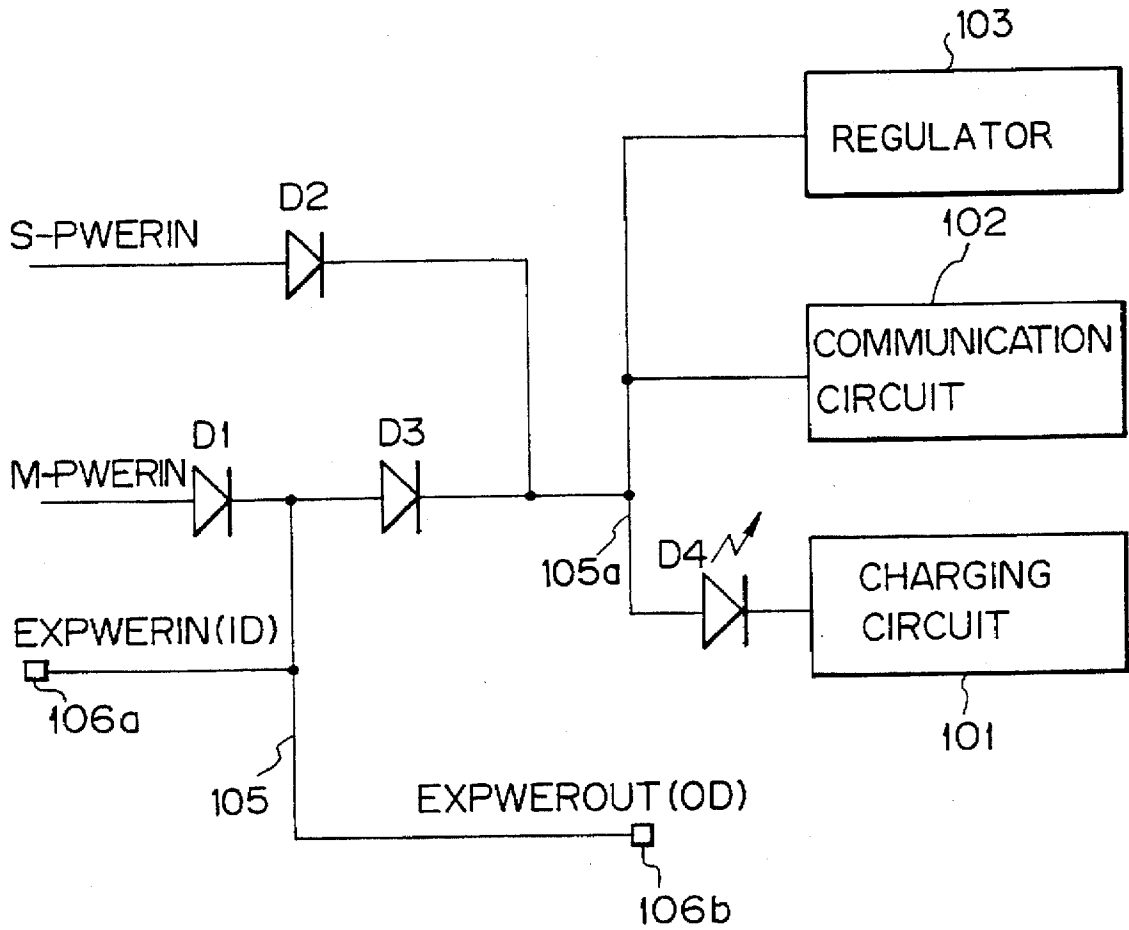 103
REGULATOR
D2
S-PWERIN
102
COMMUNICATION
CIRCUIT
D1
D3
M-PWERIN
105a
D4
CHARGING
CIRCUIT
EXPWERIN(ID)
106a
101
105
EXPWEROUT(OD)
106b